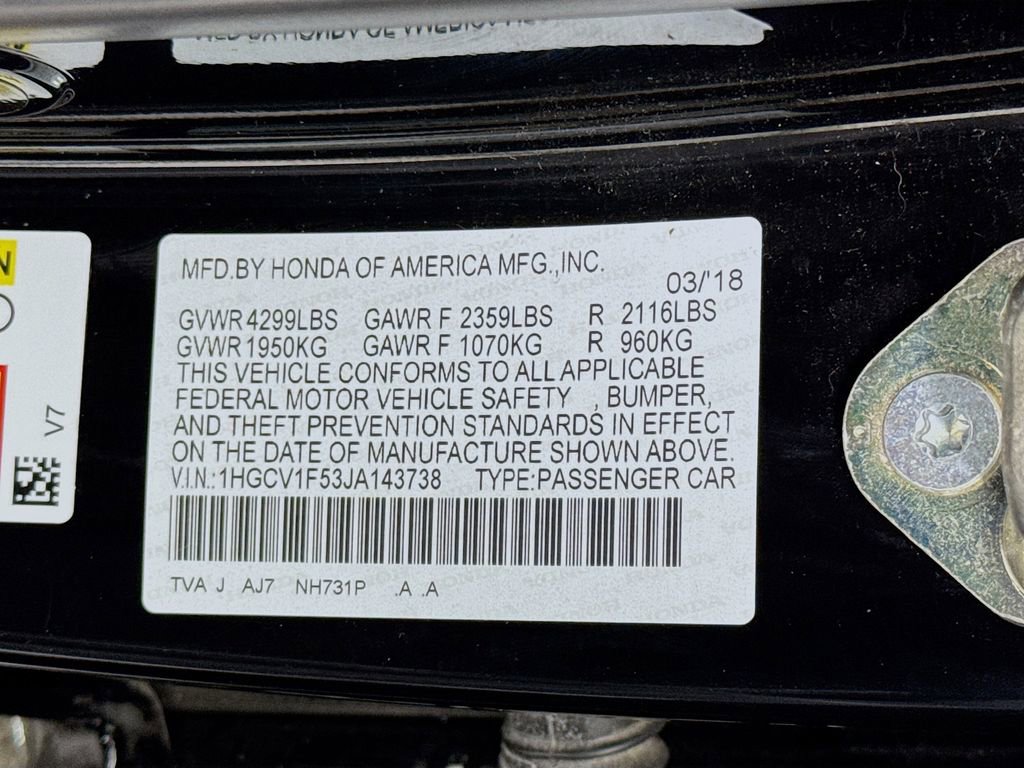 MFD.BY HONDA OF AMERICA MFG.,INC.
03/'18
GVWR 4299LBS GAWR F 2359LBS R 2116LBS
GVWR 1950KG GAWR F 1070KG R 960KG
THIS VEHICLE CONFORMS TO ALL APPLICABLE
FEDERAL MOTOR VEHICLE SAFETY , BUMPER,
AND THEFT PREVENTION STANDARDS IN EFFECT
ON THE DATE OF MANUFACTURE SHOWN ABOVE.
V.I.N.:1HGCV1F53JA143738 TYPE:PASSENGER CAR
TVA J AJ7 NH731P .A .A
N
V7